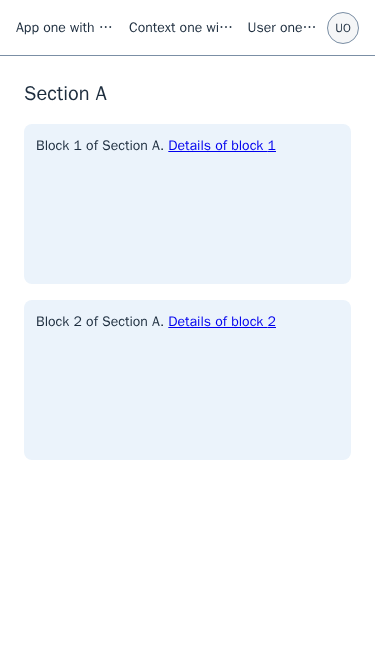 App one with ⋯ Context one wi⋯ User one⋯ UO
Section A
Block 1 of Section A. Details of block 1
Block 2 of Section A. Details of block 2